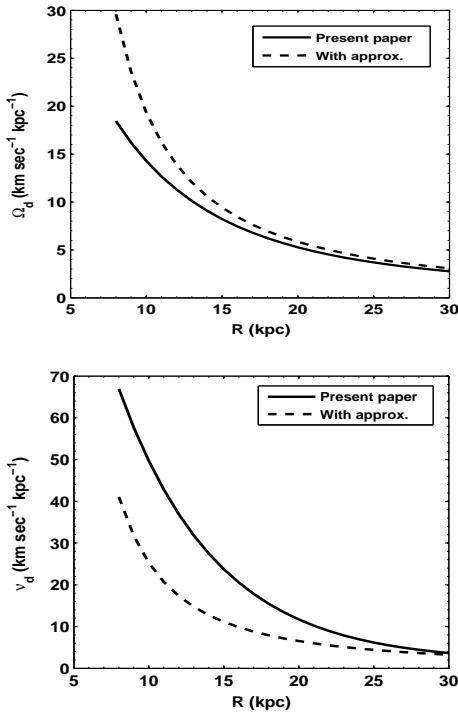 30
25
20
15
10
5
0
Ω_d (km sec⁻¹ kpc⁻¹)
Present paper
With approx.
5 10 15 20 25 30
R (kpc)
70
60
50
40
30
20
10
0
ν_d (km sec⁻¹ kpc⁻¹)
Present paper
With approx.
5 10 15 20 25 30
R (kpc)